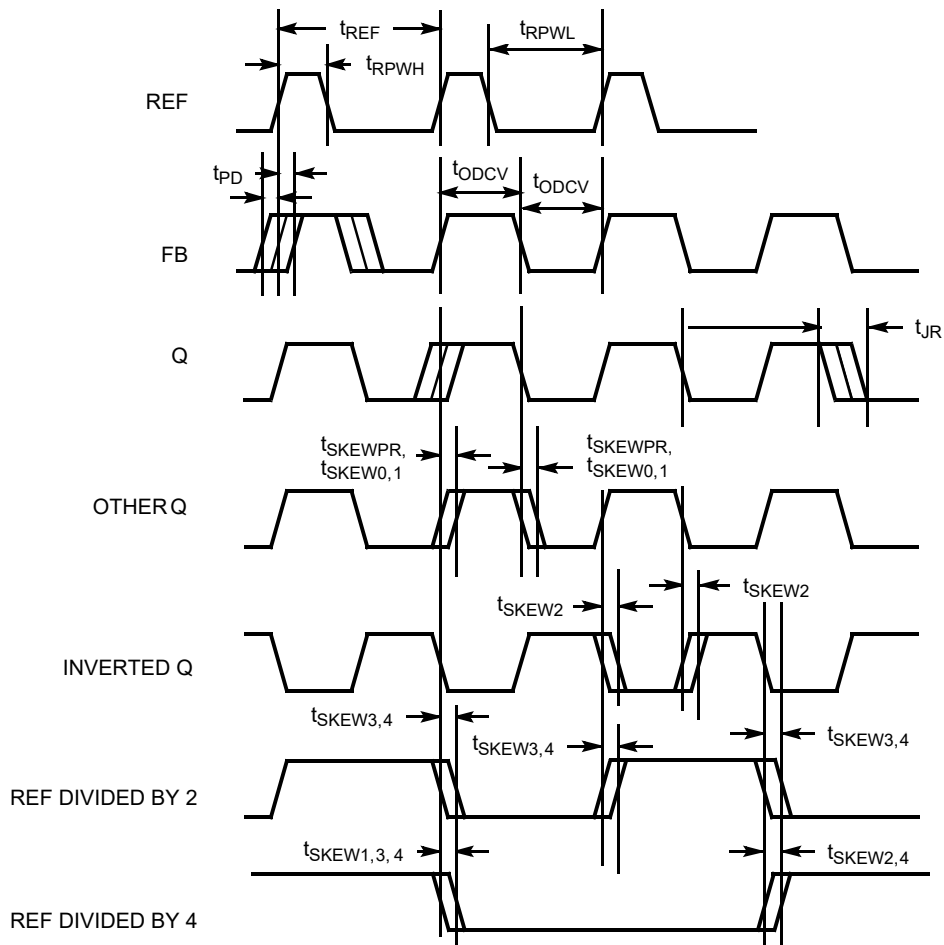 tREF
tRPWL
tRPWH
REF
tPD
tODCV
tODCV
FB
Q
tJR
tSKEWPR,
tSKEW0,1
tSKEWPR,
tSKEW0,1
OTHER Q
tSKEW2
tSKEW2
INVERTED Q
tSKEW3,4
tSKEW3,4
tSKEW3,4
REF DIVIDED BY 2
tSKEW1,3,4
tSKEW2,4
REF DIVIDED BY 4